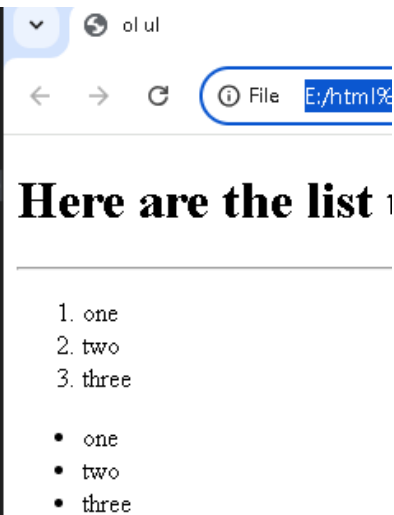 ol ul
File E:/html%
Here are the list
1. one
2. two
3. three
• one
• two
• three